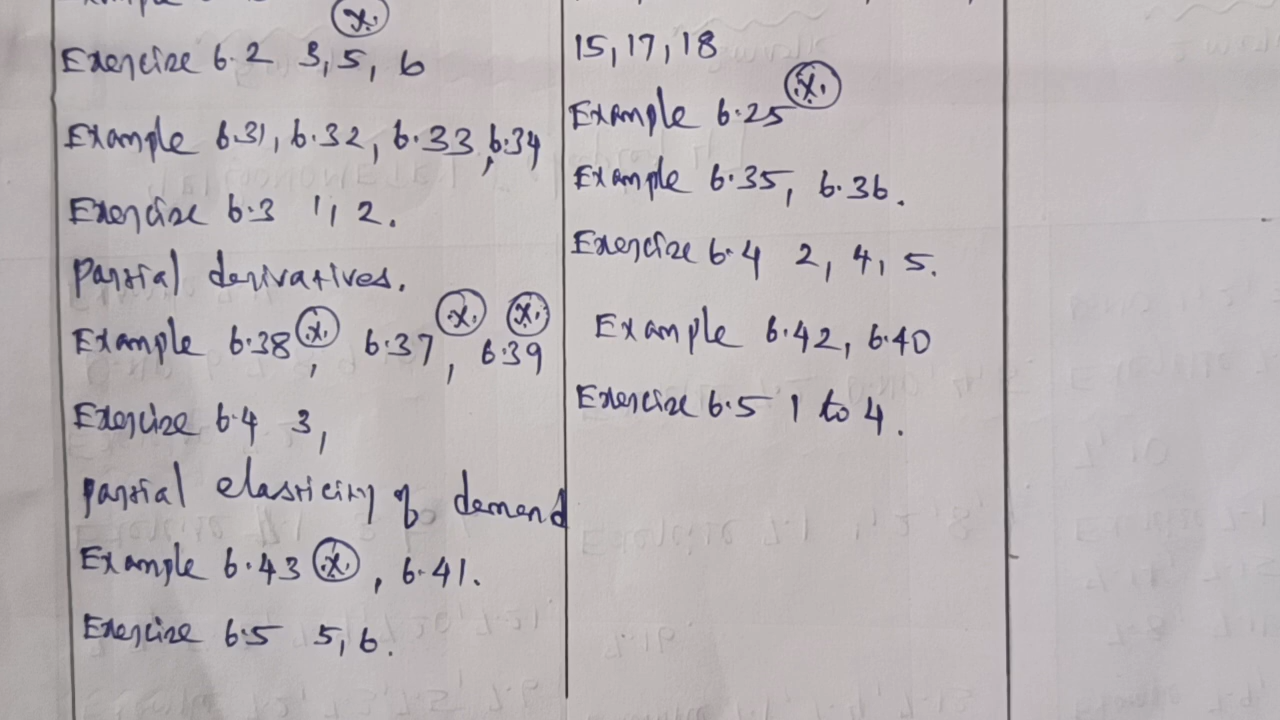 Exercise 6.2 3, 5, 6
Example 6.31, 6.32, 6.33, 6.34
Exercise 6.3 1, 2.
Partial derivatives.
Example 6.38 (x), 6.37 (x), 6.39 (x)
Exercise 6.4 3,
Partial elasticity of demand
Example 6.43 (x), 6.41.
Exercise 6.5 5, 6.
15, 17, 18
Example 6.25 (x)
Example 6.35, 6.36.
Exercise 6.4 2, 4, 5.
Example 6.42, 6.40
Exercise 6.5 1 to 4.